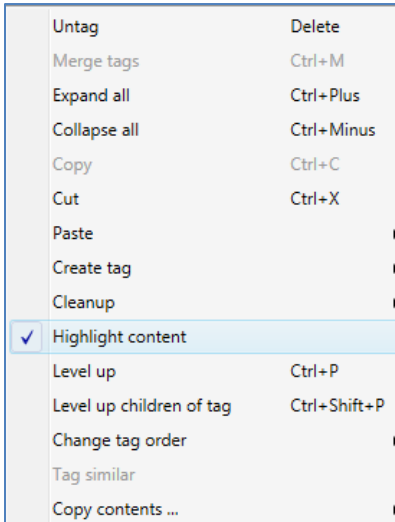 Untag Delete
Merge tags Ctrl+M
Expand all Ctrl+Plus
Collapse all Ctrl+Minus
Copy Ctrl+C
Cut Ctrl+X
Paste
Create tag
Cleanup
Highlight content
Level up Ctrl+P
Level up children of tag Ctrl+Shift+P
Change tag order
Tag similar
Copy contents ...